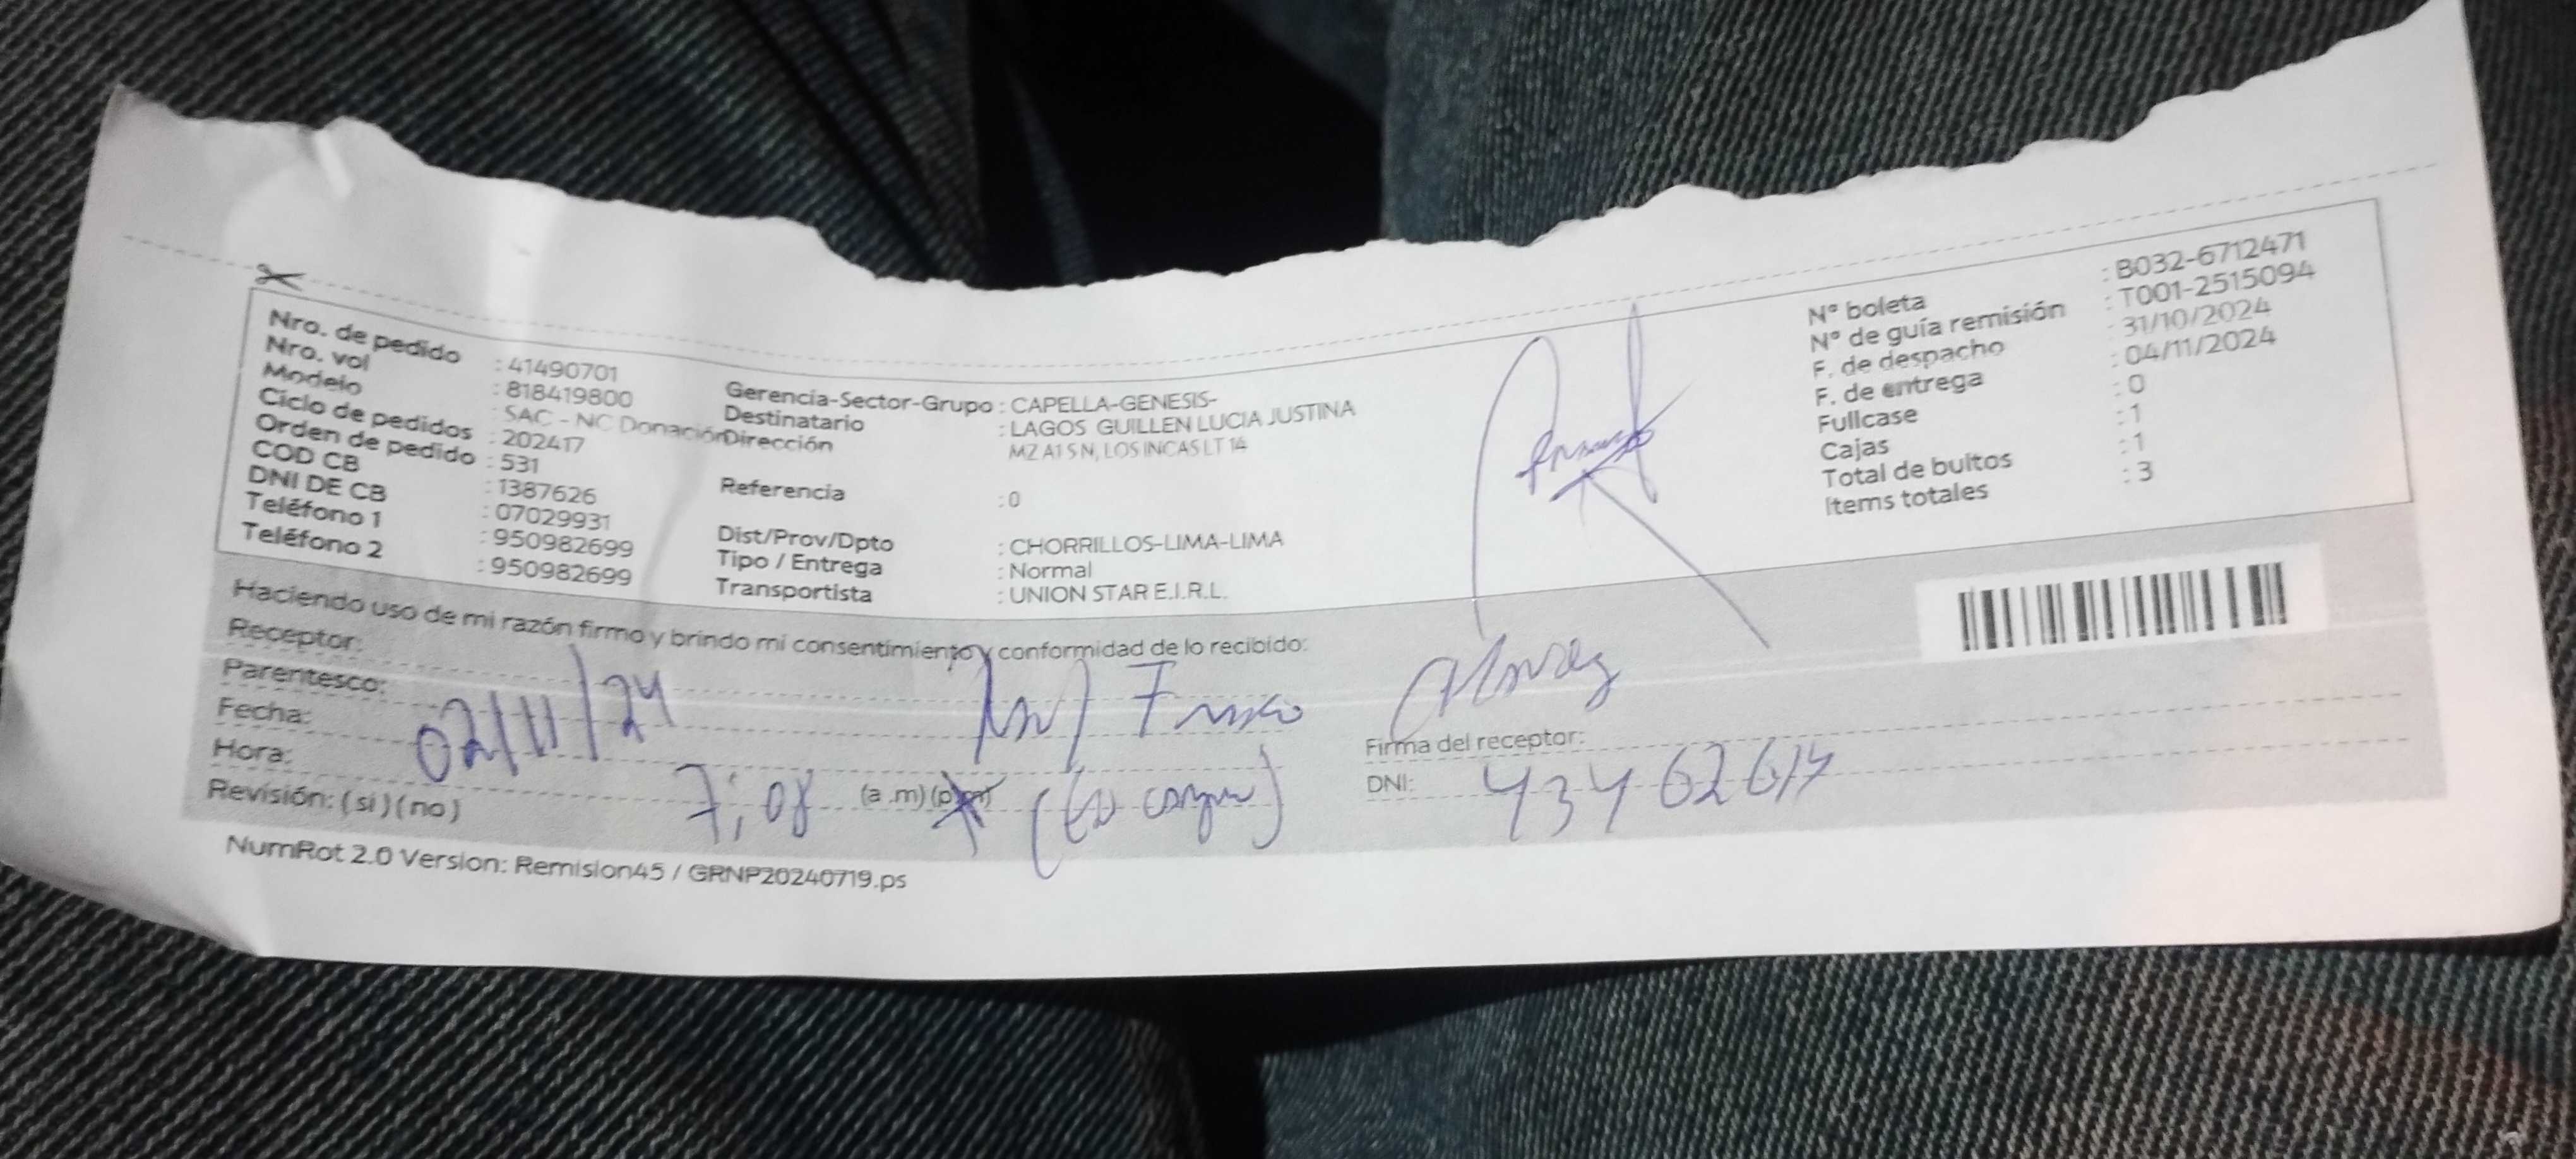 Nro. de pedido : 41490701
Nro. vol : 818419800
Modelo : SAC - NC Donación
Ciclo de pedidos : 202417
Orden de pedido : 531
COD CB : 1387626
DNI DE CB : 07029931
Teléfono 1 : 950982699
Teléfono 2 : 950982699
Gerencia-Sector-Grupo : CAPELLA-GENESIS-
Destinatario : LAGOS GUILLEN LUCIA JUSTINA
Dirección MZ A1 S N, LOS INCAS LT 14
Referencia : 0
Dist/Prov/Dpto : CHORRILLOS-LIMA-LIMA
Tipo / Entrega : Normal
Transportista : UNION STAR E.I.R.L.
N° boleta : B032-6712471
N° de guía remisión : T001-2515094
F. de despacho : 31/10/2024
F. de entrega : 04/11/2024
Fullcase : 0
Cajas : 1
Total de bultos : 1
Items totales : 3
Haciendo uso de mi razón firmo y brindo mi consentimiento y conformidad de lo recibido:
Receptor:
Parentesco:
Fecha: 02/11/24
Hora: 7:08 (a .m) (p.m)
Revisión: ( si ) ( no )
Firma del receptor:
DNI:
NumRot 2.0 Version: Remision45 / GRNP20240719.ps